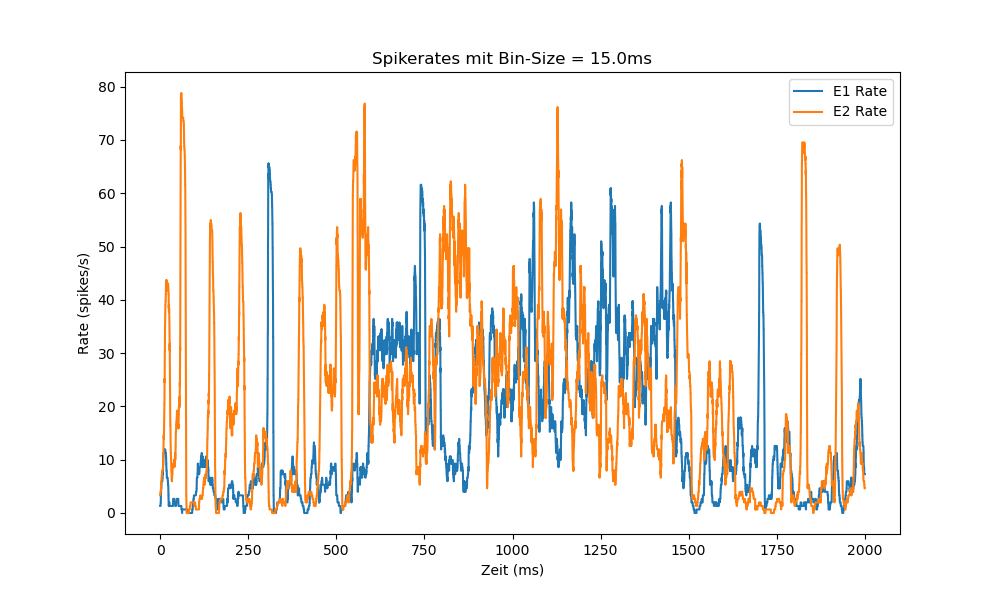 Spikerates mit Bin-Size = 15.0ms
E1 Rate
E2 Rate
80
70
60
50
40
30
20
10
0
Rate (spikes/s)
0 250 500 750 1000 1250 1500 1750 2000
Zeit (ms)